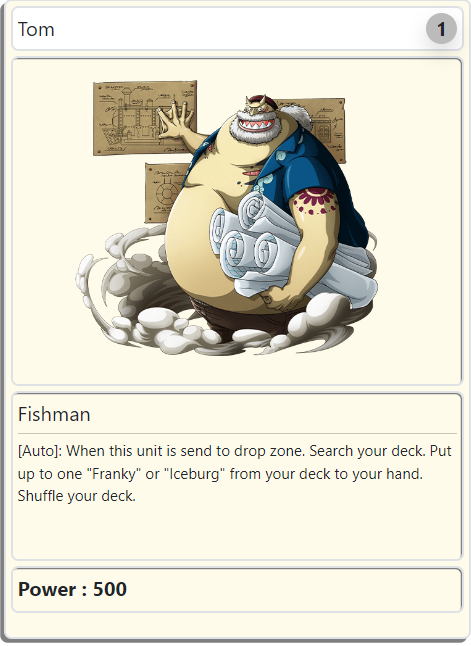 Tom
1
Fishman
[Auto]: When this unit is send to drop zone. Search your deck. Put
up to one "Franky" or "Iceburg" from your deck to your hand.
Shuffle your deck.
Power : 500